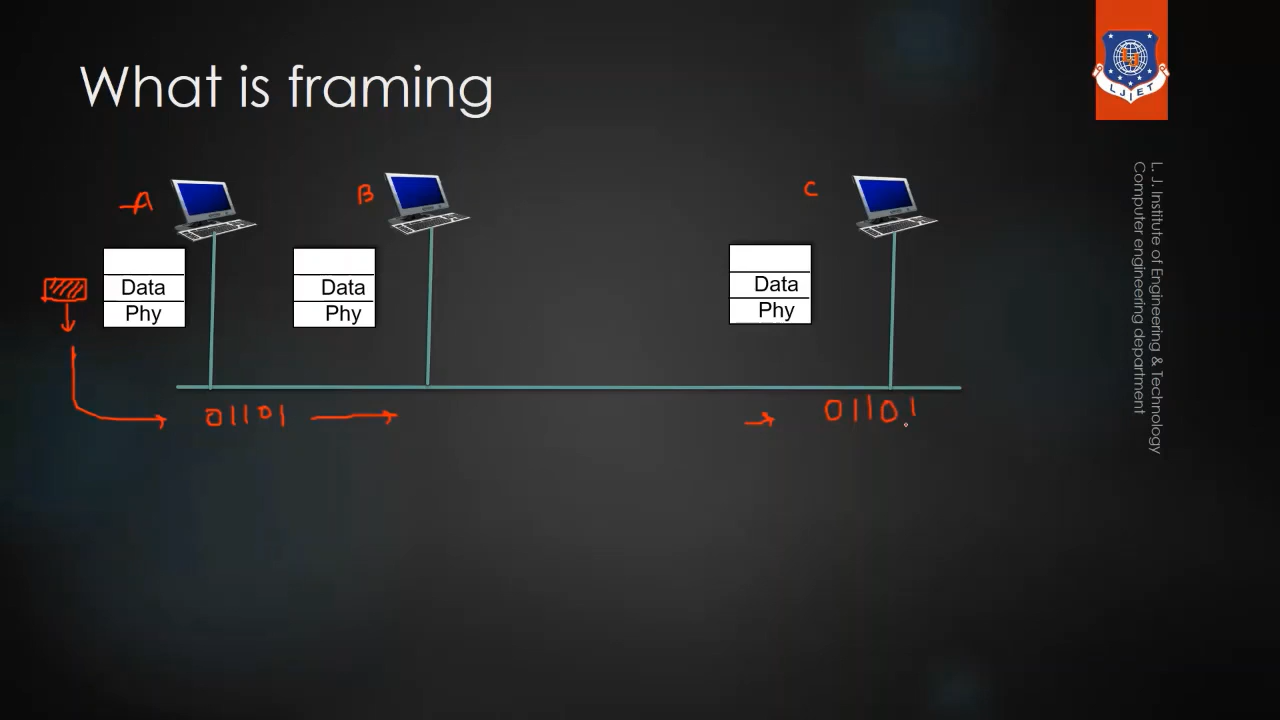 What is framing
LJIET
L. J. Institute of Engineering & Technology
Computer engineering department
A
B
C
Data
Phy
Data
Phy
Data
Phy
01101
01101